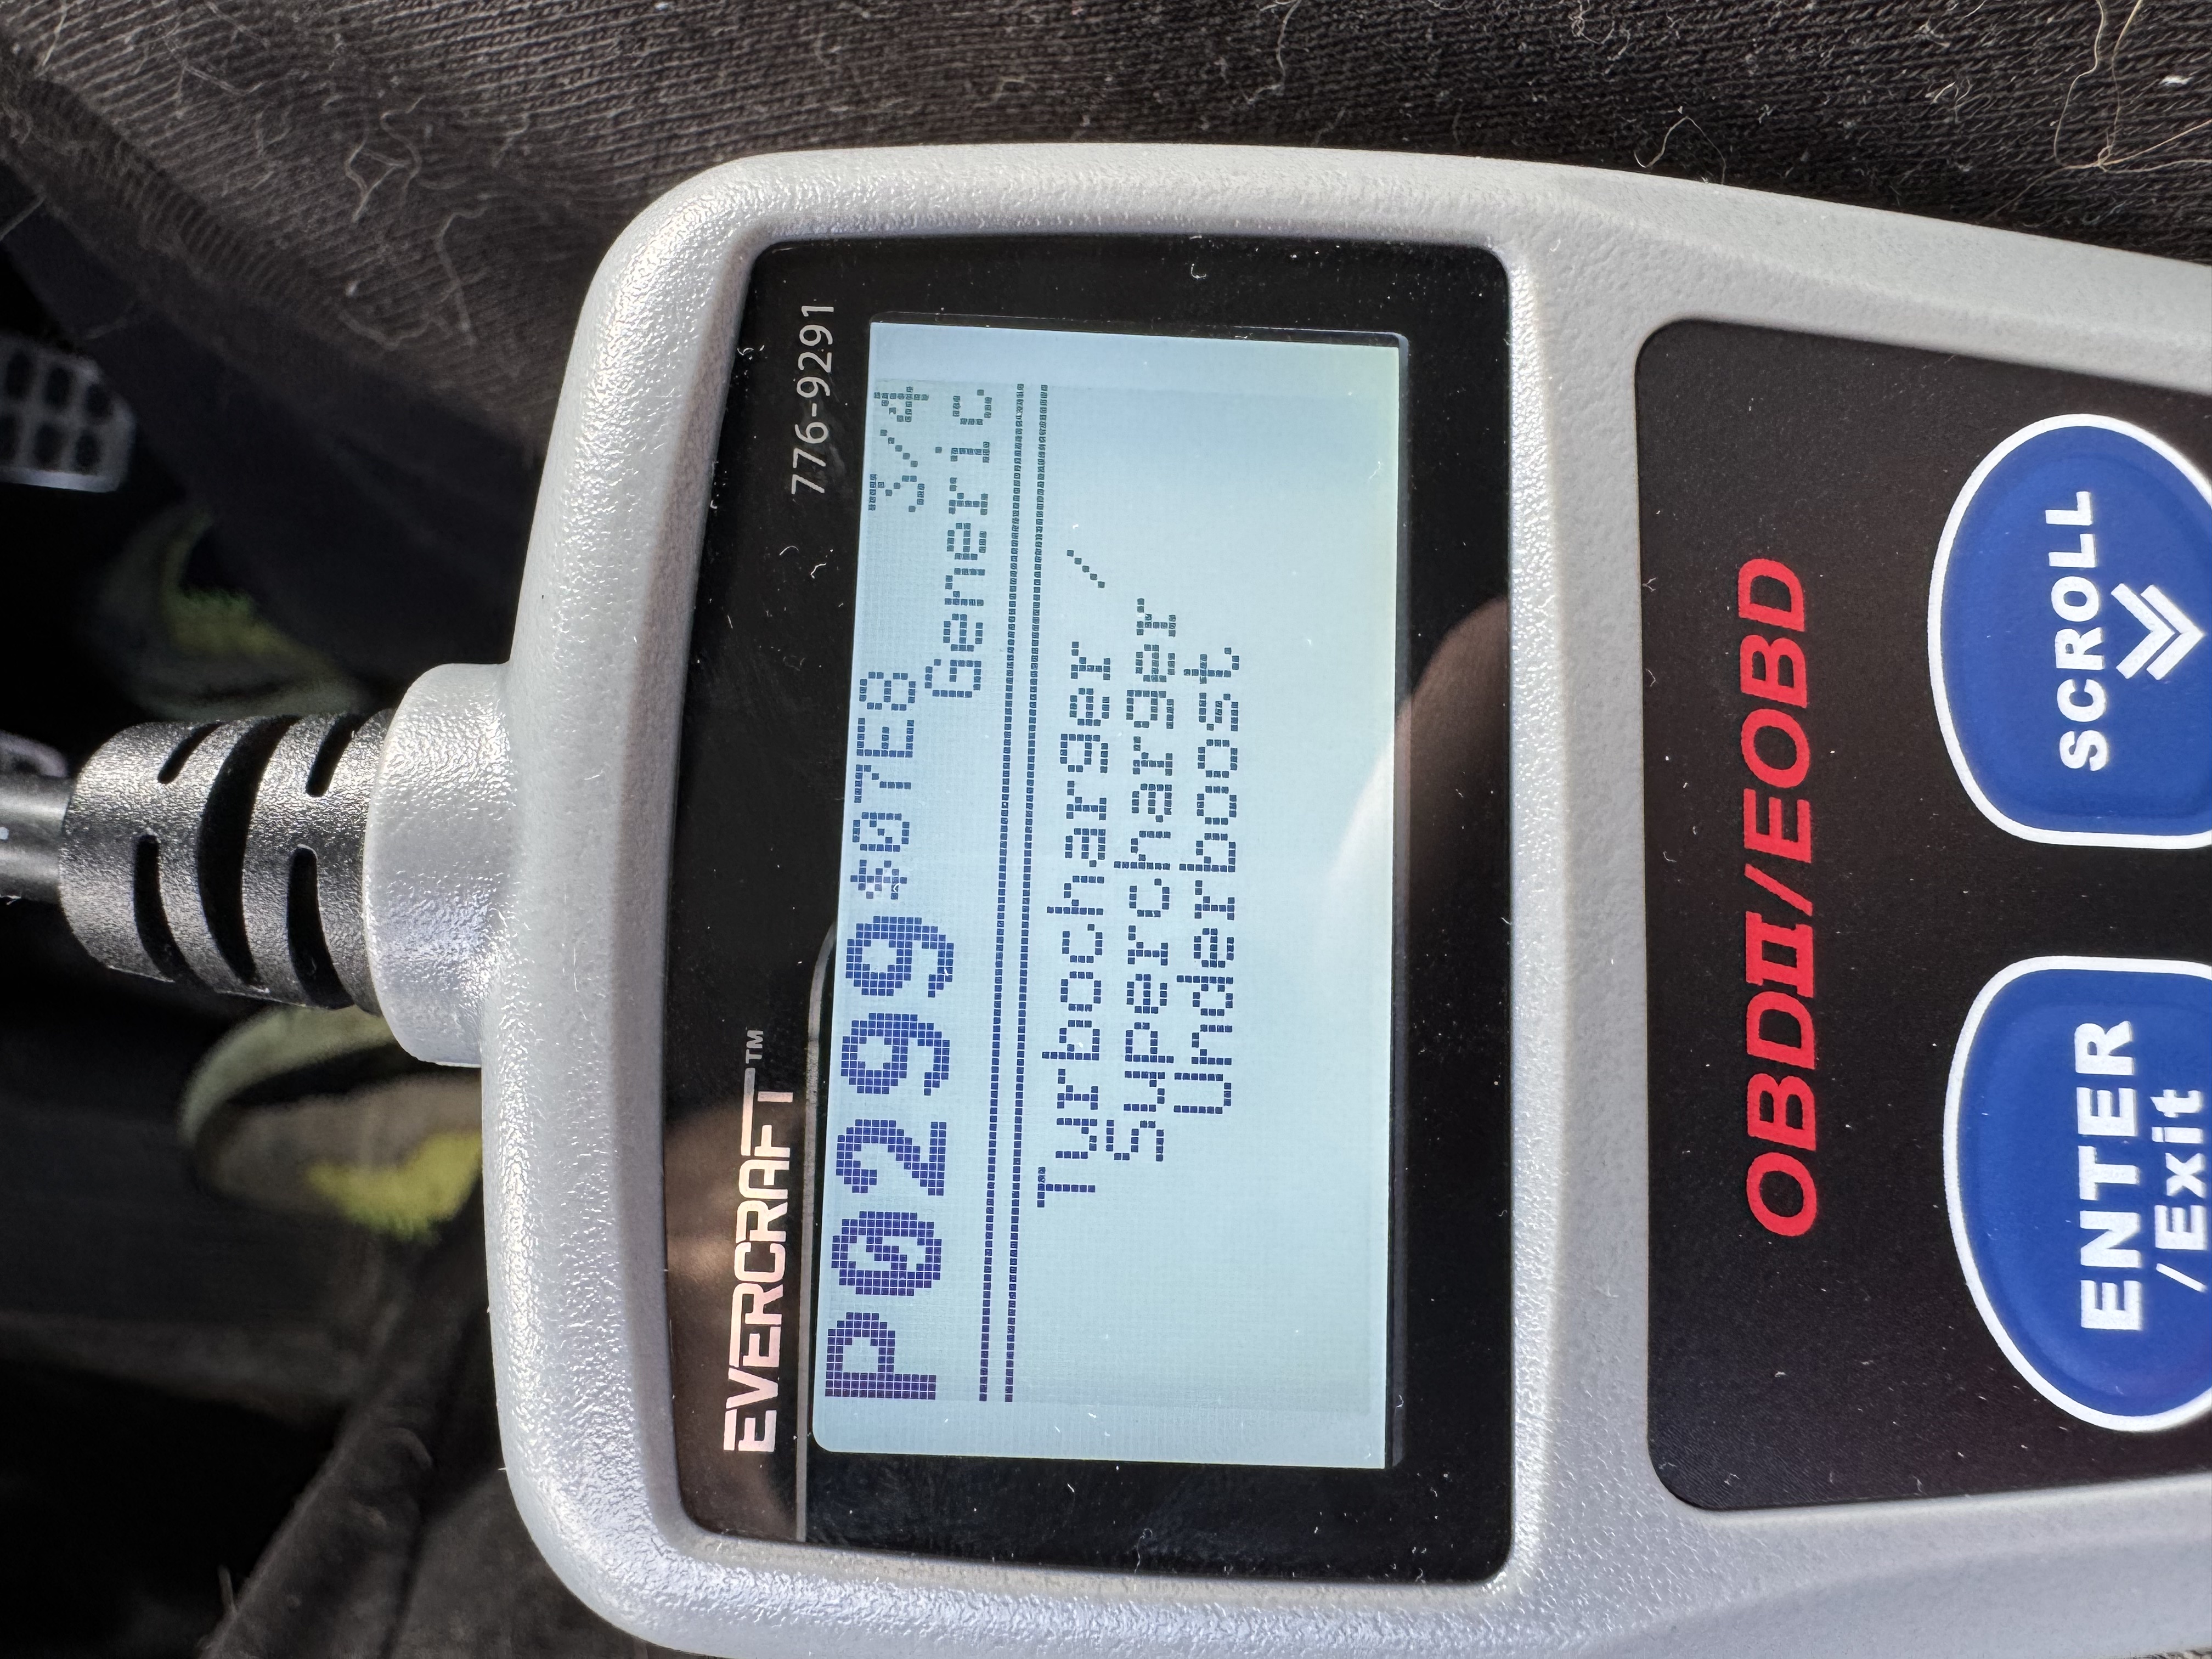 EVERCRAFT™
776-9291
P0299 $07E8 3/4
Generic
Turbocharger /
Supercharger
Underboost
OBDII/EOBD
ENTER
/Exit
SCROLL